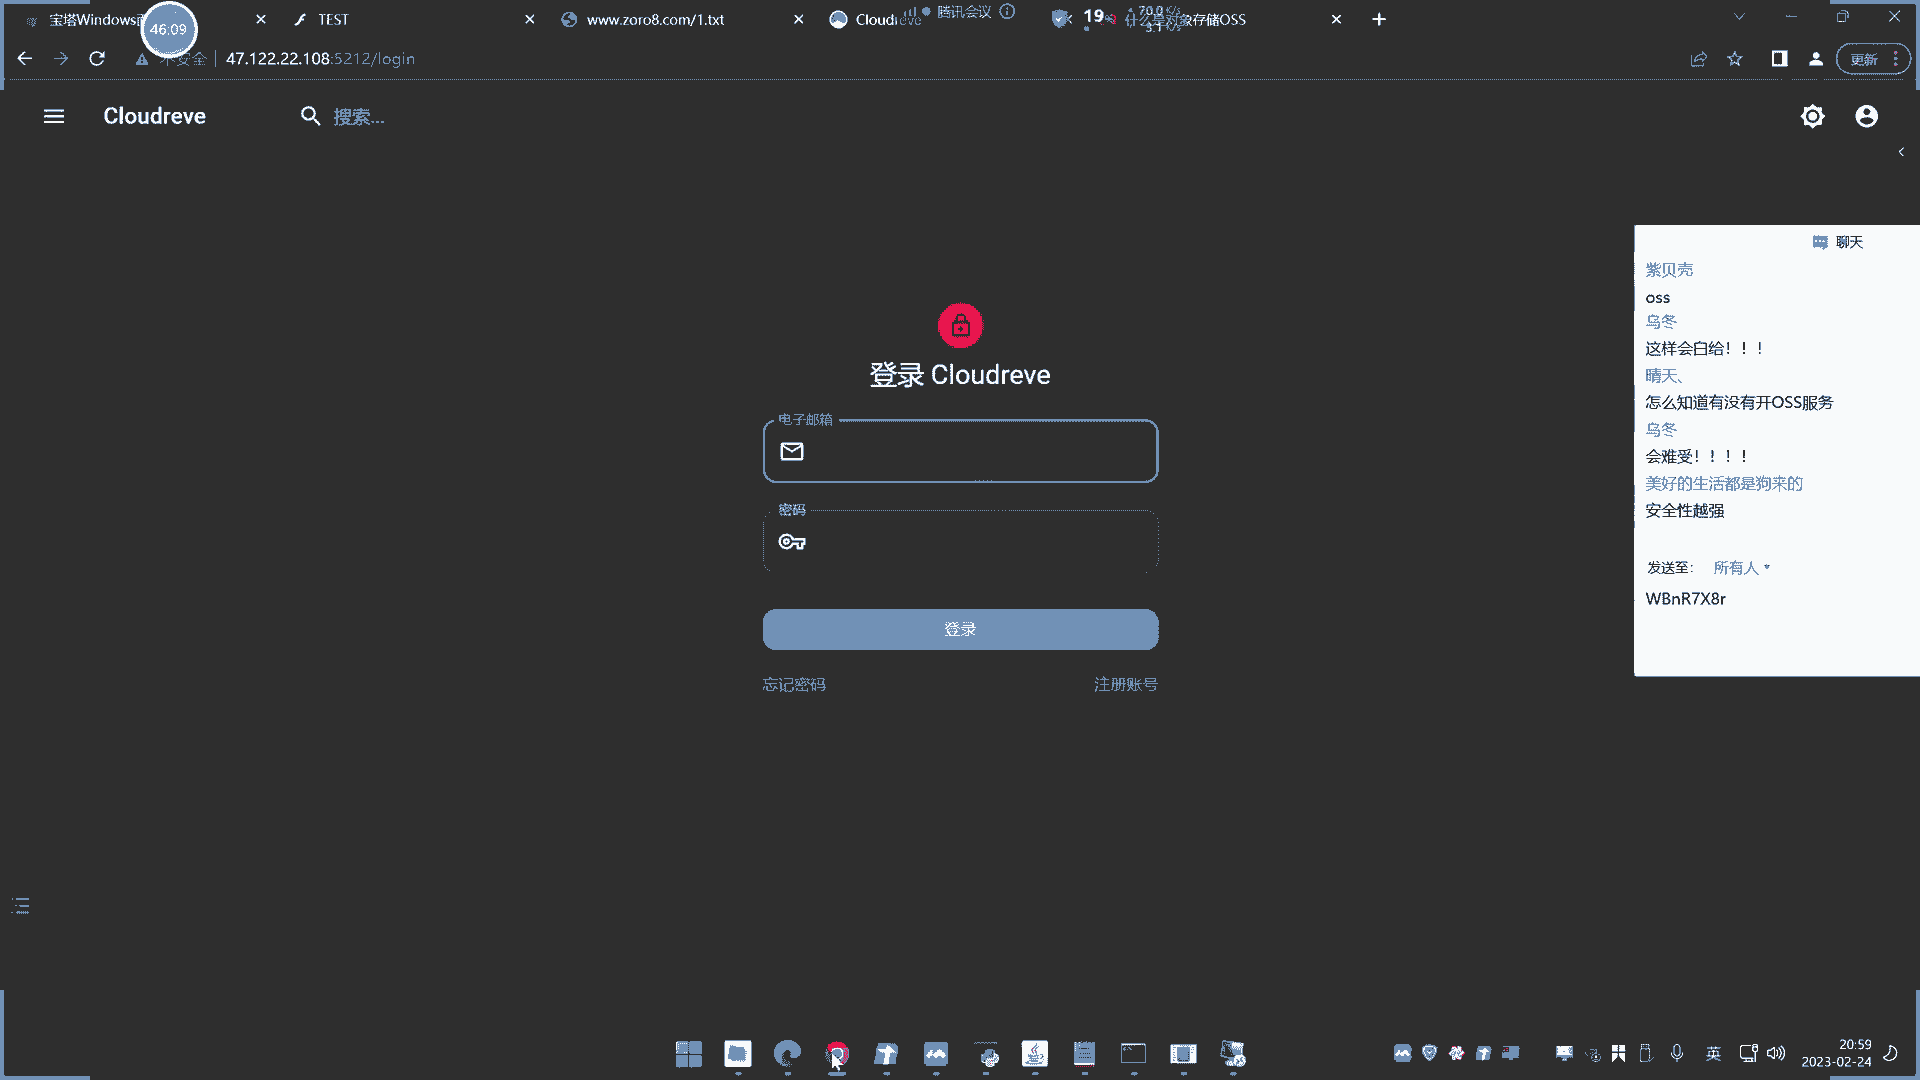 宝塔Windows
46:09
TEST
www.zoro8.com/1.txt
Cloudreve
腾讯会议
19
70.0 K/s
3.1 K/s
什么是对象存储OSS
不安全
47.122.22.108:5212/login
更新
Cloudreve
搜索...
登录 Cloudreve
电子邮箱
密码
登录
忘记密码
注册账号
聊天
紫贝壳
oss
乌冬
这样会白给！！！
晴天、
怎么知道有没有开OSS服务
乌冬
会难受！！！！
美好的生活都是狗来的
安全性越强
发送至：
所有人
WBnR7X8r
英
20:59
2023-02-24